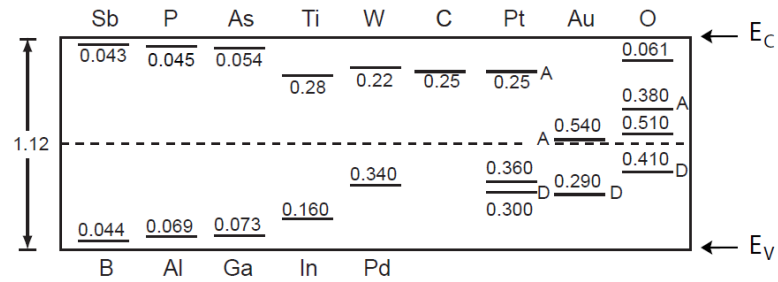 Sb P As Ti W C Pt Au O
E_C
0.043 0.045 0.054 0.28 0.22 0.25 0.25 A 0.061
0.380 A
1.12
A 0.540 0.510
0.340 0.360 0.290 D 0.410 D
D
0.044 0.069 0.073 0.160 0.300
E_V
B Al Ga In Pd